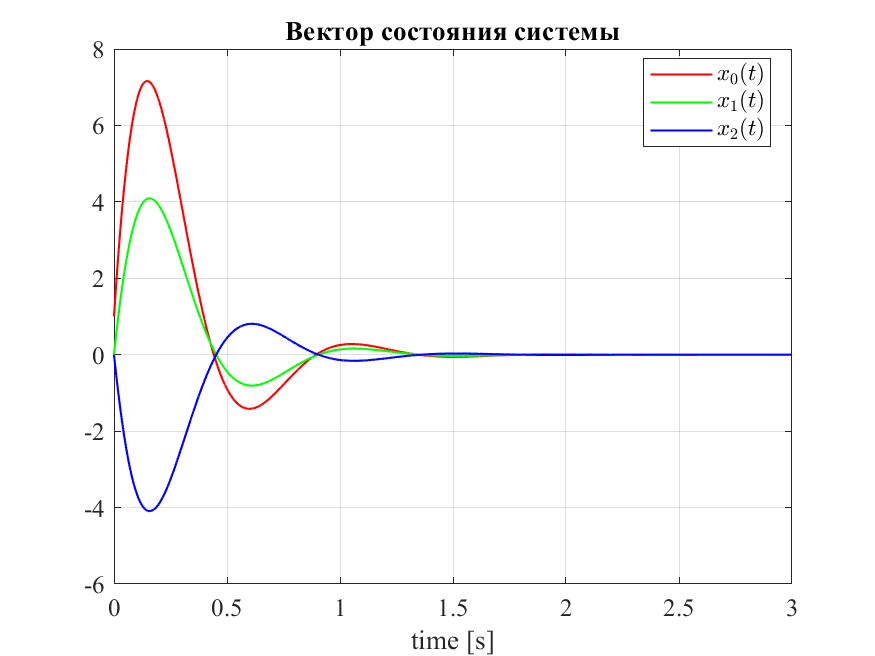 Вектор состояния системы
x₀(t)
x₁(t)
x₂(t)
8
6
4
2
0
-2
-4
-6
0 0.5 1 1.5 2 2.5 3
time [s]